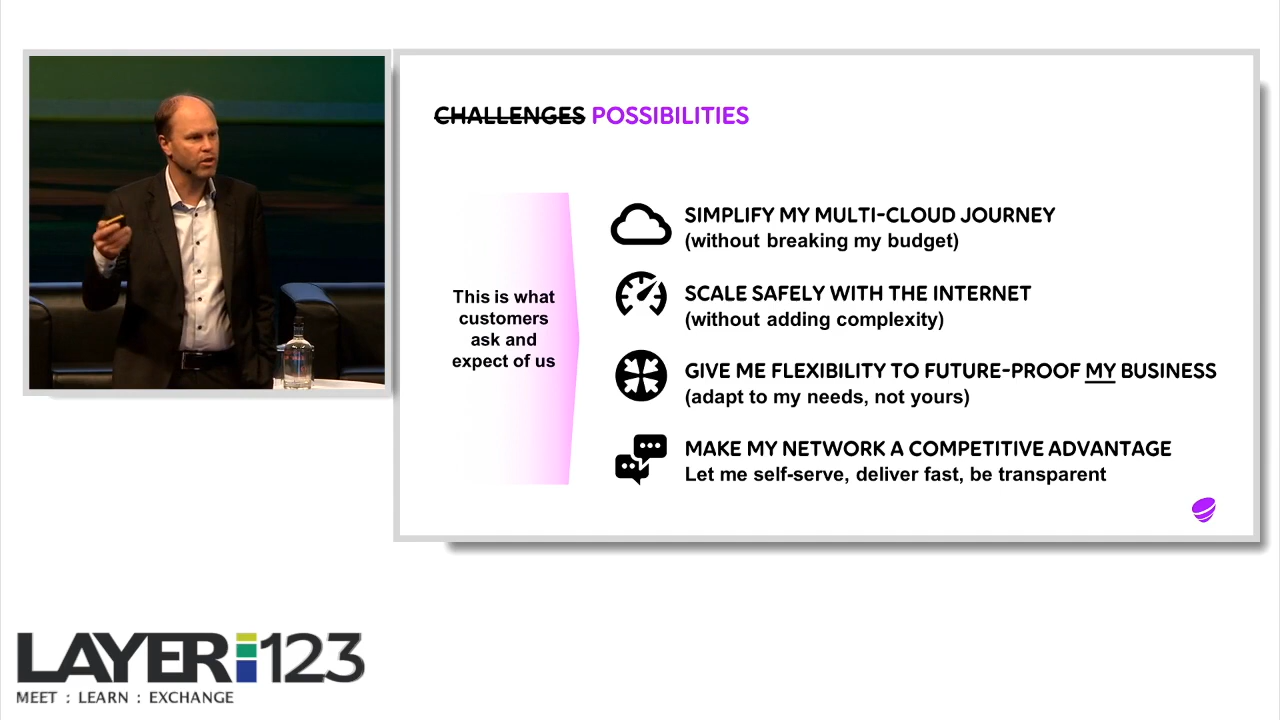 CHALLENGES POSSIBILITIES
This is what
customers
ask and
expect of us
SIMPLIFY MY MULTI-CLOUD JOURNEY
(without breaking my budget)
SCALE SAFELY WITH THE INTERNET
(without adding complexity)
GIVE ME FLEXIBILITY TO FUTURE-PROOF MY BUSINESS
(adapt to my needs, not yours)
MAKE MY NETWORK A COMPETITIVE ADVANTAGE
Let me self-serve, deliver fast, be transparent
LAYER 123
MEET : LEARN : EXCHANGE